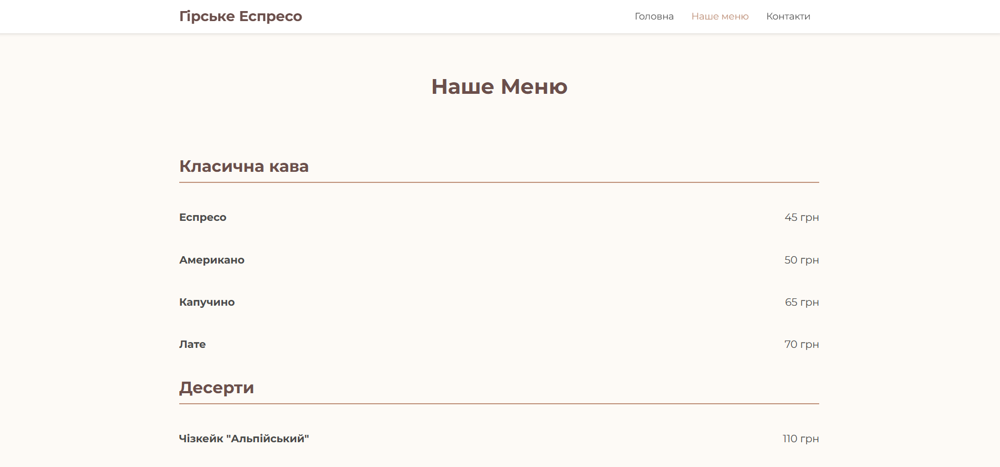 Гірське Еспресо
Головна Наше меню Контакти
Наше Меню
Класична кава
Еспресо 45 грн
Американо 50 грн
Капучино 65 грн
Лате 70 грн
Десерти
Чізкейк "Альпійський" 110 грн